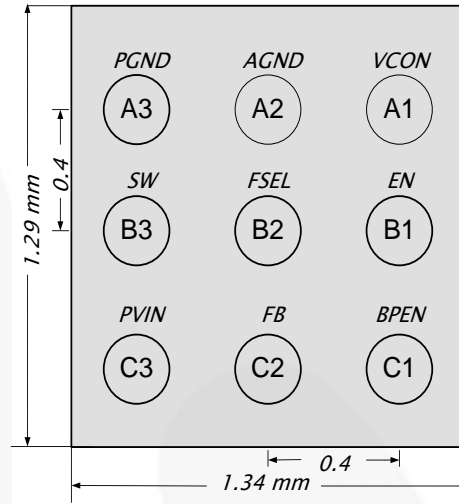 PGND AGND VCON
A3 A2 A1
0.4
SW FSEL EN
B3 B2 B1
1.29 mm
PVIN FB BPEN
C3 C2 C1
0.4
1.34 mm